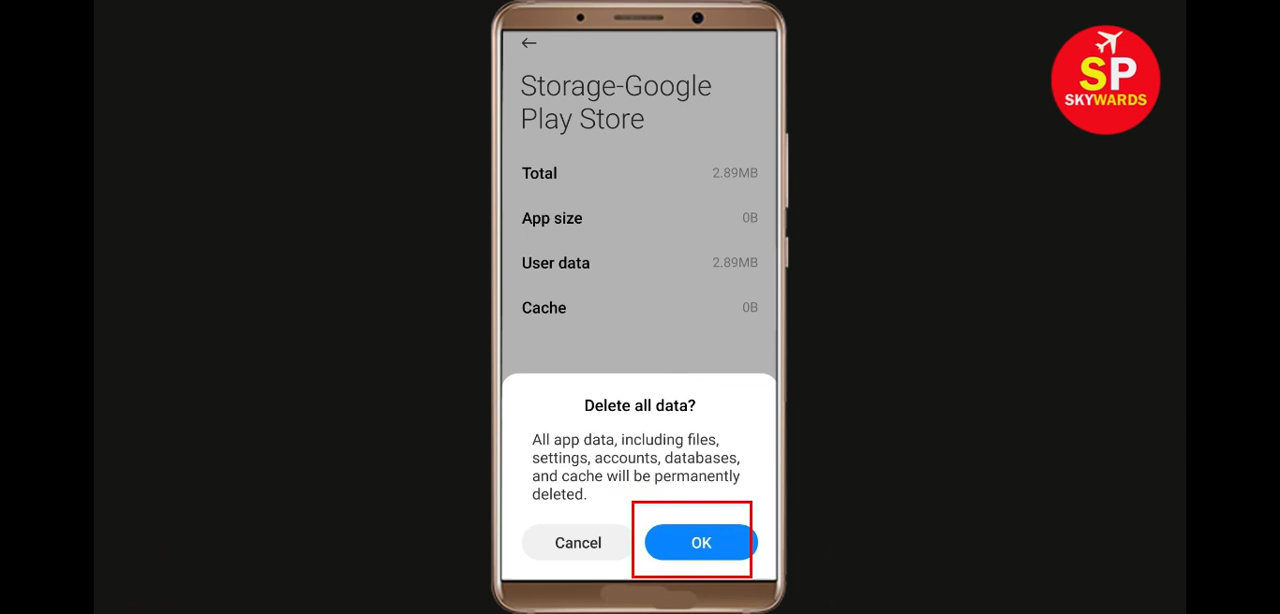 Storage-Google
Play Store
Total 2.89MB
App size 0B
User data 2.89MB
Cache 0B
Delete all data?
All app data, including files,
settings, accounts, databases,
and cache will be permanently
deleted.
Cancel OK
SP
SKYWARDS